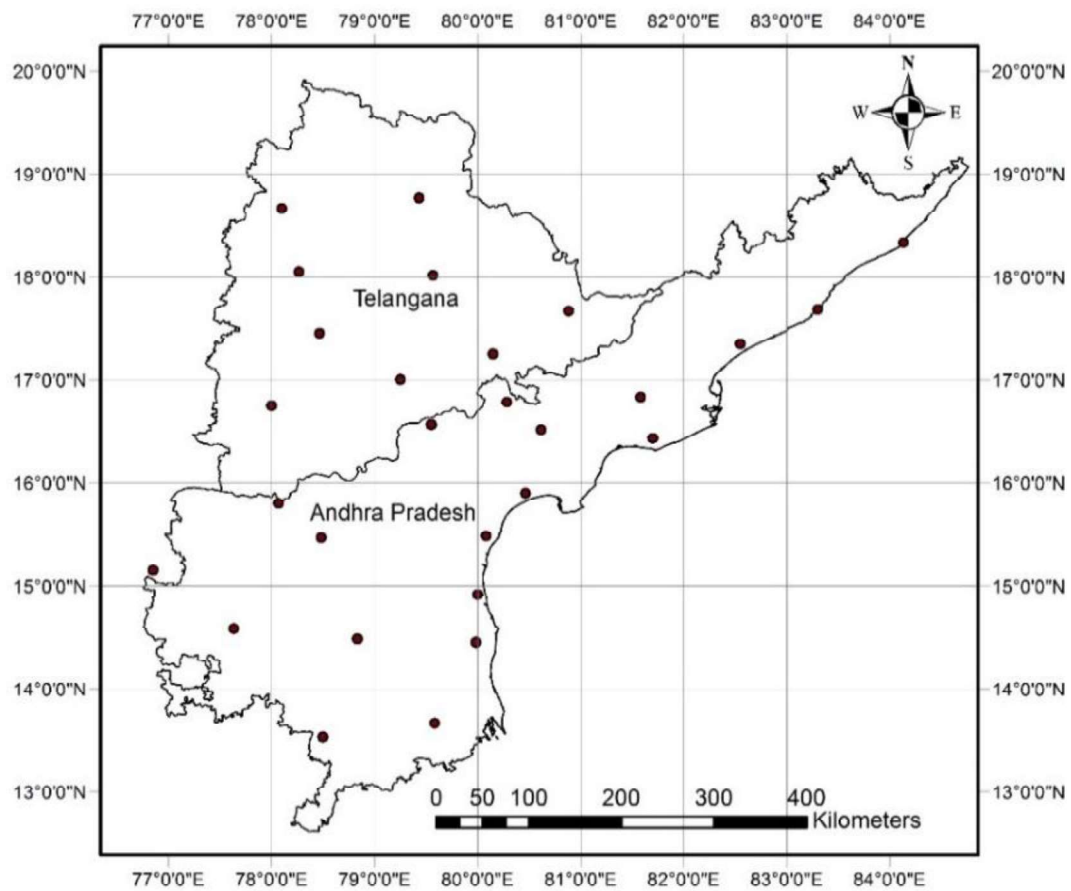 77°0'0"E 78°0'0"E 79°0'0"E 80°0'0"E 81°0'0"E 82°0'0"E 83°0'0"E 84°0'0"E
20°0'0"N 20°0'0"N
N
W E
S
19°0'0"N 19°0'0"N
18°0'0"N 18°0'0"N
Telangana
17°0'0"N 17°0'0"N
16°0'0"N 16°0'0"N
Andhra Pradesh
15°0'0"N 15°0'0"N
14°0'0"N 14°0'0"N
13°0'0"N 13°0'0"N
0 50 100 200 300 400
Kilometers
77°0'0"E 78°0'0"E 79°0'0"E 80°0'0"E 81°0'0"E 82°0'0"E 83°0'0"E 84°0'0"E